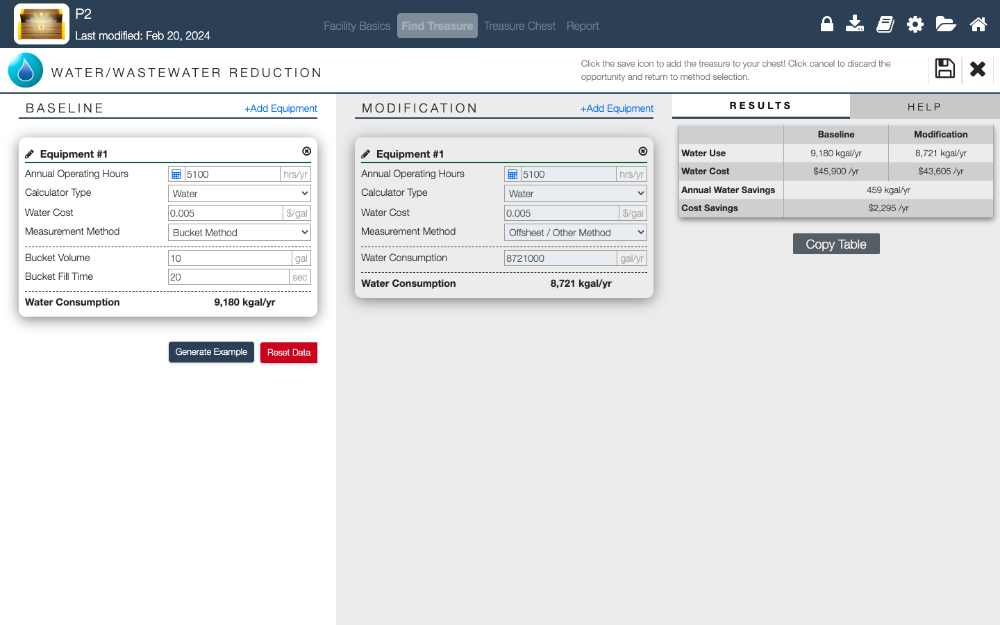 P2
Last modified: Feb 20, 2024
Facility Basics Find Treasure Treasure Chest Report
WATER/WASTEWATER REDUCTION
Click the save icon to add the treasure to your chest! Click cancel to discard the
opportunity and return to method selection.
BASELINE +Add Equipment
Equipment #1
Annual Operating Hours 5100 hrs/yr
Calculator Type Water
Water Cost 0.005 $/gal
Measurement Method Bucket Method
Bucket Volume 10 gal
Bucket Fill Time 20 sec
Water Consumption 9,180 kgal/yr
Generate Example Reset Data
MODIFICATION +Add Equipment
Equipment #1
Annual Operating Hours 5100 hrs/yr
Calculator Type Water
Water Cost 0.005 $/gal
Measurement Method Offsheet / Other Method
Water Consumption 8721000 gal/yr
Water Consumption 8,721 kgal/yr
RESULTS HELP
Baseline Modification
Water Use 9,180 kgal/yr 8,721 kgal/yr
Water Cost $45,900 /yr $43,605 /yr
Annual Water Savings 459 kgal/yr
Cost Savings $2,295 /yr
Copy Table